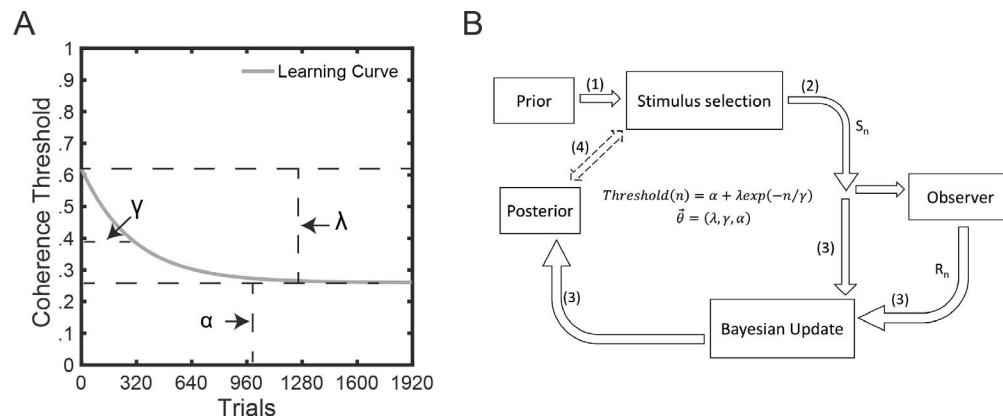 A
Coherence Threshold
1
.9
.8
.7
.6
.5
.4
.3
.2
.1
0
Learning Curve
γ
λ
α
0 320 640 960 1280 1600 1920
Trials
B
Prior
(1)
Stimulus selection
(2)
Sn
(4)
Threshold(n) = α + λexp(−n/γ)
θ⃗ = (λ, γ, α)
Posterior
Observer
(3)
Rn
(3)
(3)
Bayesian Update